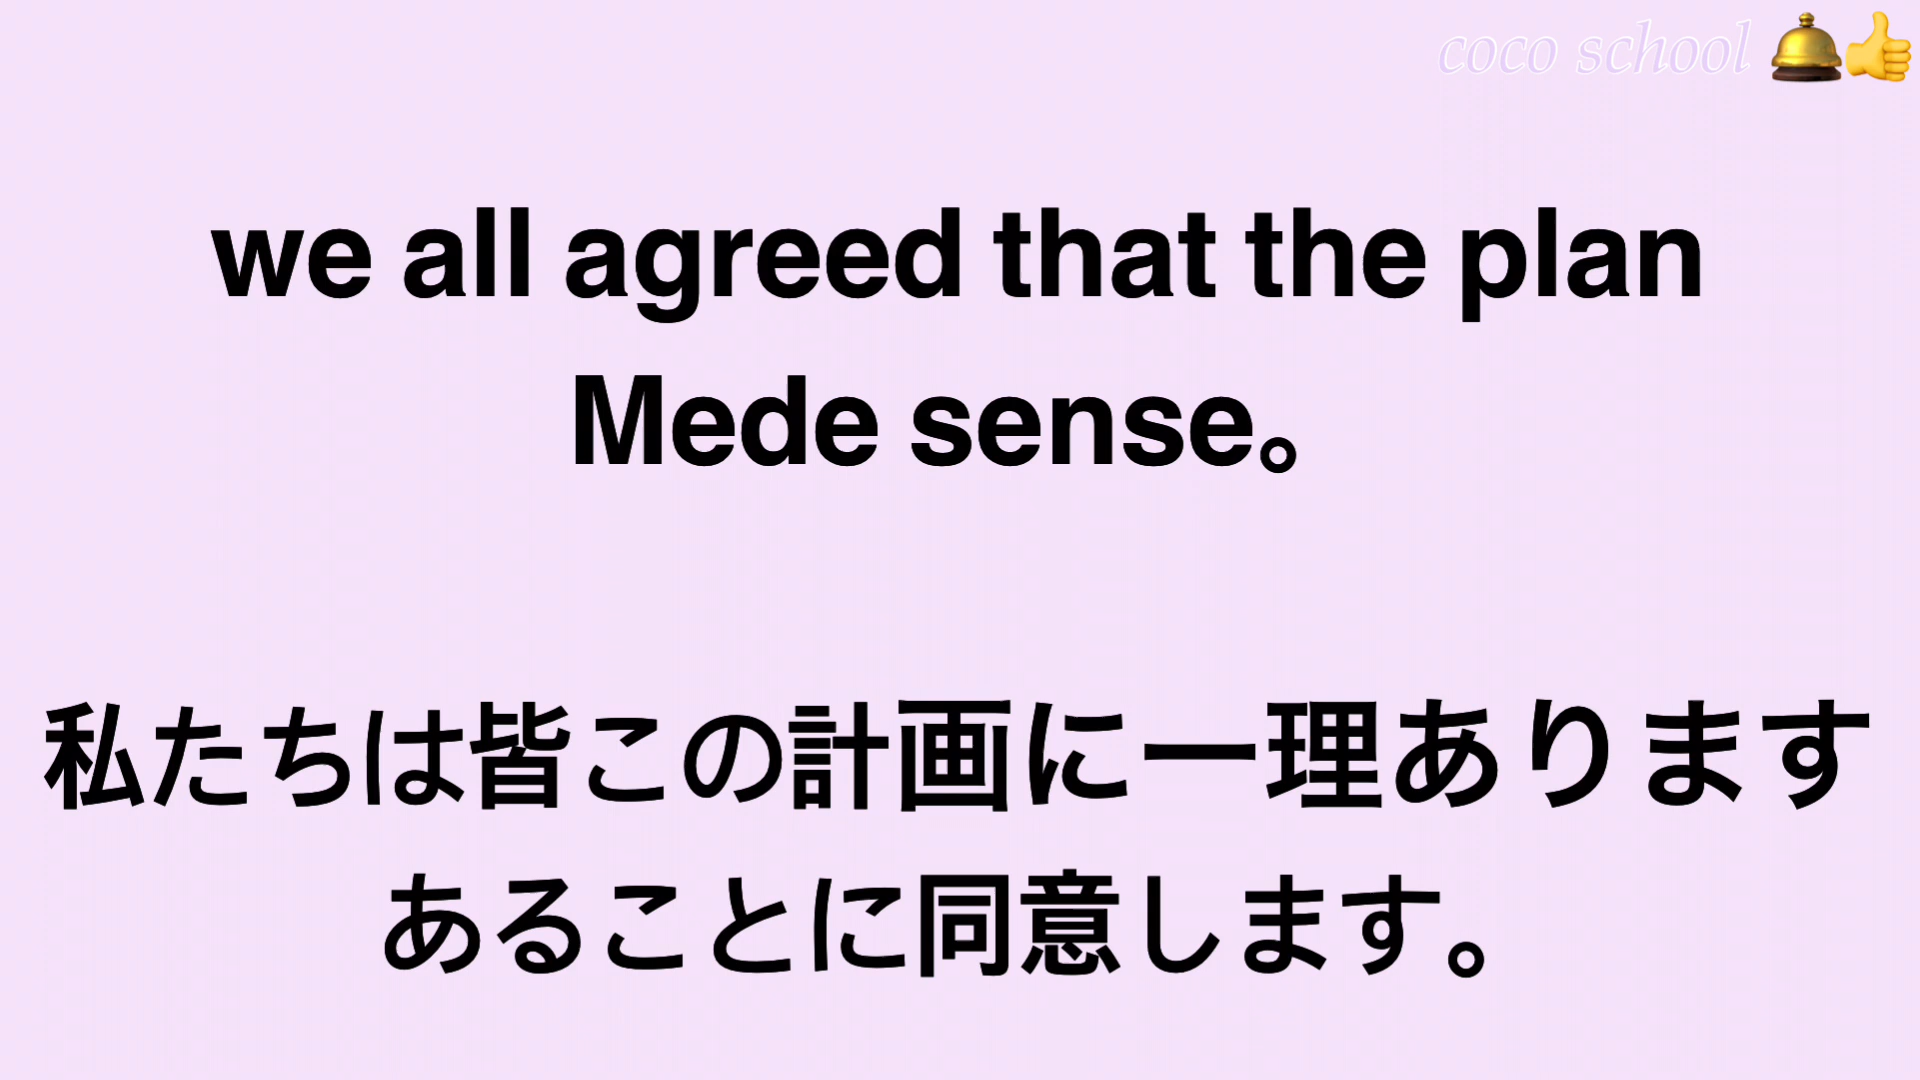 coco school 🛎️👍
we all agreed that the plan
Mede sense。
私たちは皆この計画に一理あります
あることに同意します。